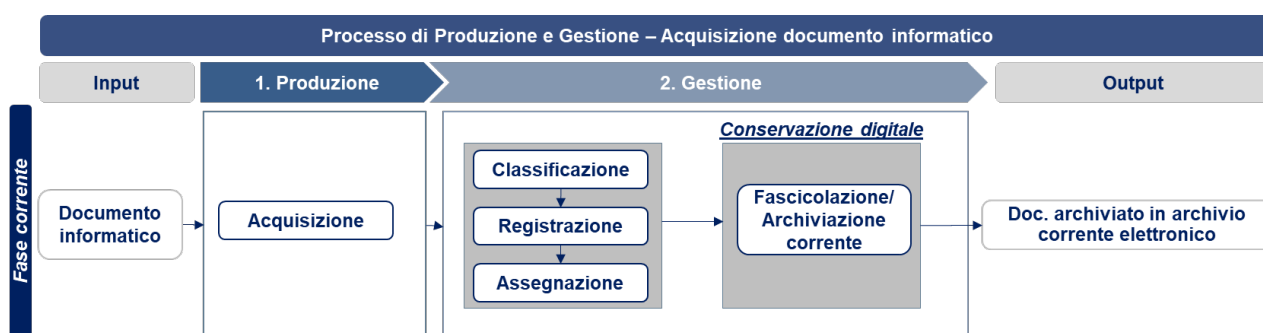 Processo di Produzione e Gestione – Acquisizione documento informatico
Input
1. Produzione
2. Gestione
Output
Fase corrente
Documento
informatico
Acquisizione
Classificazione
Registrazione
Assegnazione
Conservazione digitale
Fascicolazione/
Archiviazione
corrente
Doc. archiviato in archivio
corrente elettronico